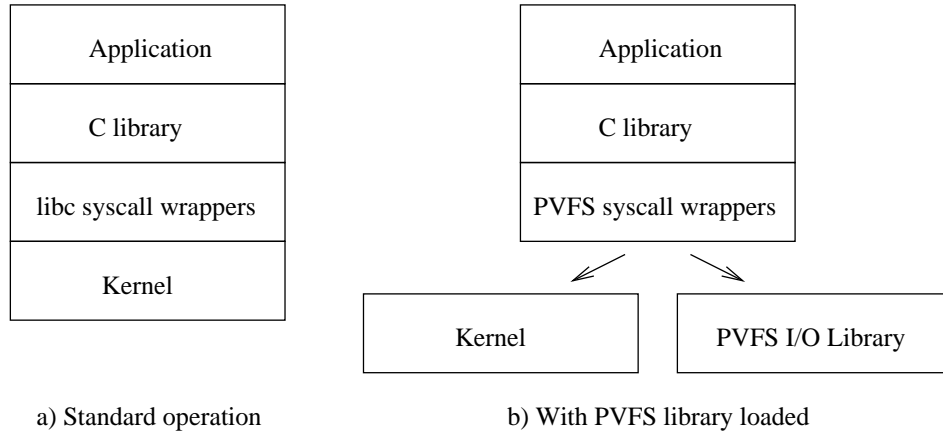 Application
C library
libc syscall wrappers
Kernel
a) Standard operation
Application
C library
PVFS syscall wrappers
Kernel
PVFS I/O Library
b) With PVFS library loaded